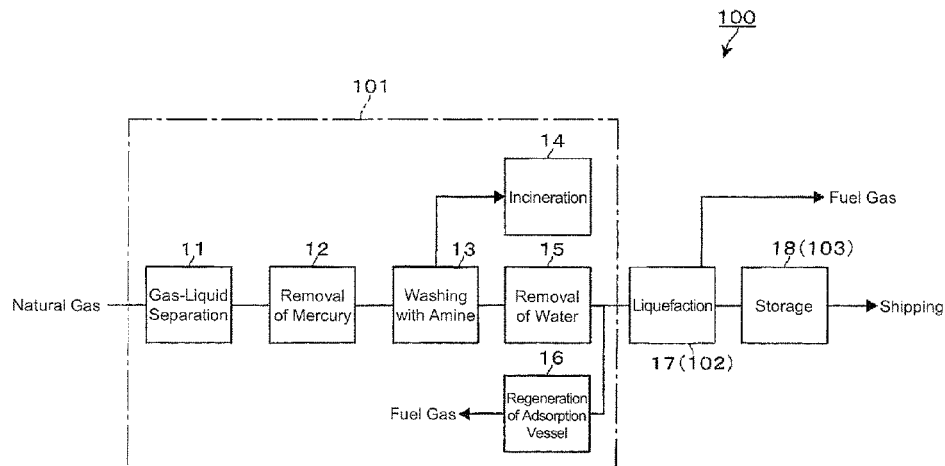 100
101
14
Incineration
Fuel Gas
11
12
13
15
18(103)
Natural Gas
Gas-Liquid
Separation
Removal
of Mercury
Washing
with Amine
Removal
of Water
Liquefaction
Storage
Shipping
17(102)
16
Fuel Gas
Regeneration
of Adsorption
Vessel